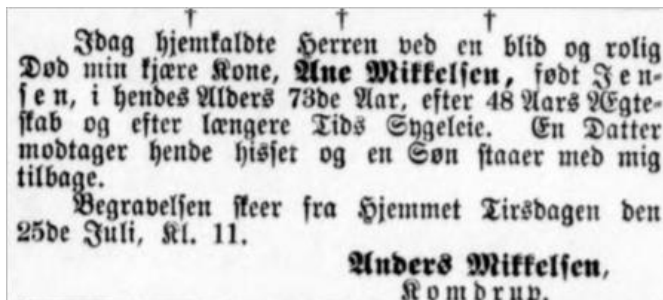 † † †
Idag hjemkaldte Herren ved en blid og rolig
Død min kjære Kone, Ane Mikkelsen, født Jen-
sen, i hendes Alders 73de Aar, efter 48 Aars Ægte-
skab og efter længere Tids Sygeleie. En Datter
modtager hende hisset og en Søn staaer med mig
tilbage.
Begravelsen skeer fra Hjemmet Tirsdagen den
25de Juli, Kl. 11.
Anders Mikkelsen,
Komdrup.